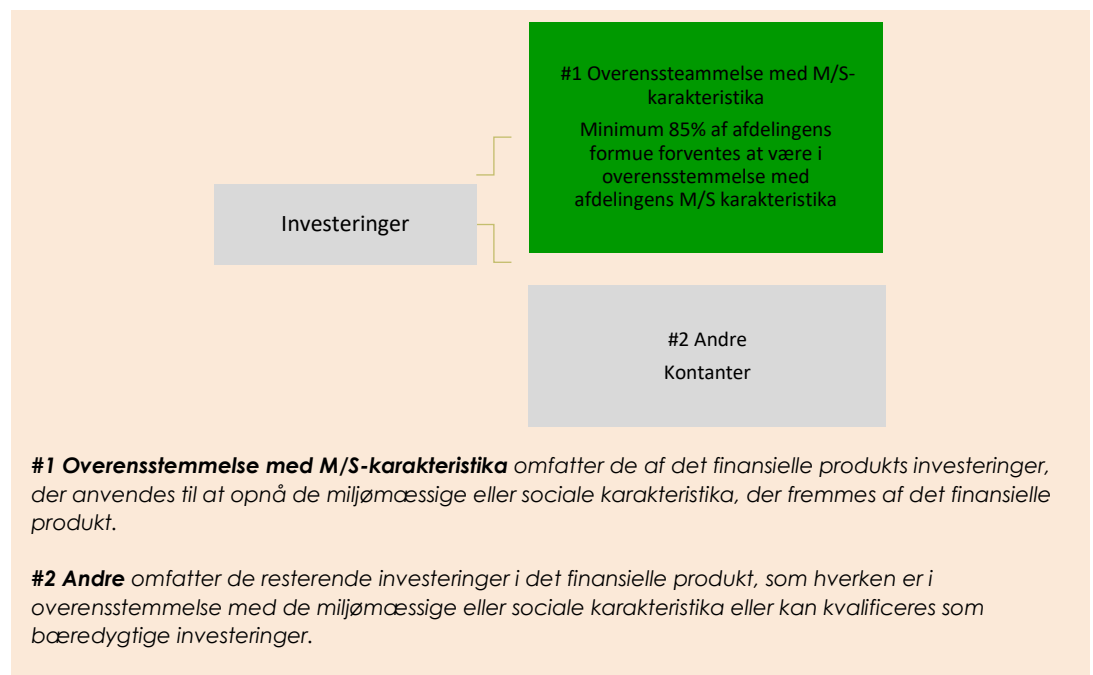 #1 Overenssteammelse med M/S-
karakteristika
Minimum 85% af afdelingens
formue forventes at være i
overensstemmelse med
afdelingens M/S karakteristika
Investeringer
#2 Andre
Kontanter
#1 Overensstemmelse med M/S-karakteristika omfatter de af det finansielle produkts investeringer,
der anvendes til at opnå de miljømæssige eller sociale karakteristika, der fremmes af det finansielle
produkt.
#2 Andre omfatter de resterende investeringer i det finansielle produkt, som hverken er i
overensstemmelse med de miljømæssige eller sociale karakteristika eller kan kvalificeres som
bæredygtige investeringer.